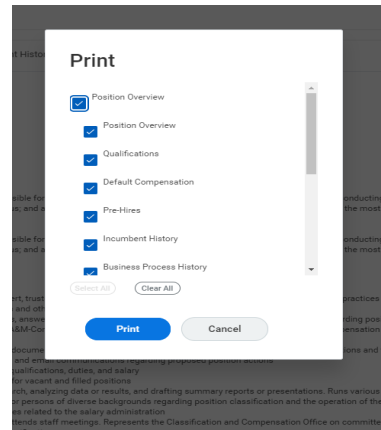 nt Histo
Print
Position Overview
Position Overview
Qualifications
Default Compensation
Pre-Hires
Incumbent History
Business Process History
Select All Clear All
Print Cancel
sible for conducting
s; and a the most
sible for conducting
s; and a the most
ert, trust practices
and oth
, answe rding pos
&M-Cor ensation
docume ions and
and email communications regarding proposed position actions
qualifications, duties, and salary
for vacant and filled positions
rch, analyzing data or results, and drafting summary reports or presentations. Runs various
or persons of diverse backgrounds regarding position classification and the operation of the
es related to the salary administration
ttends staff meetings. Represents the Classification and Compensation Office on committe